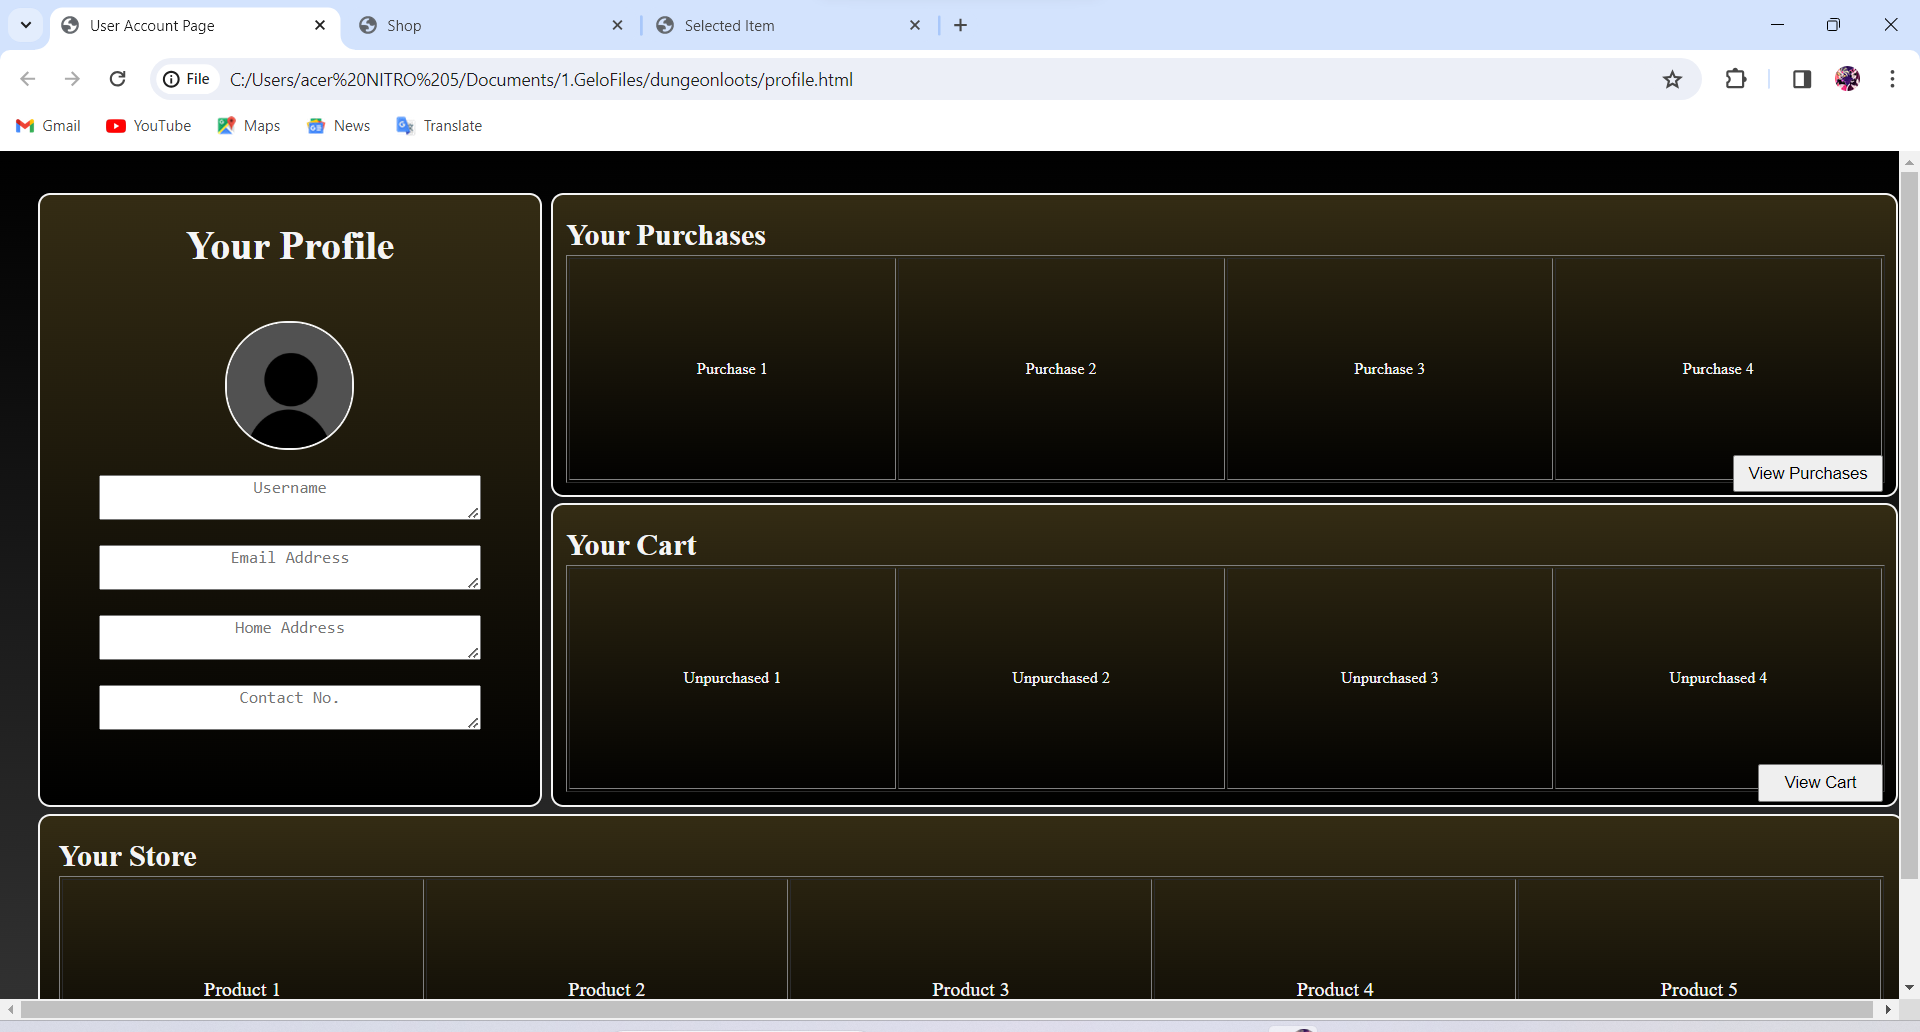 User Account Page
Shop
Selected Item
File
C:/Users/acer%20NITRO%205/Documents/1.GeloFiles/dungeonloots/profile.html
Gmail
YouTube
Maps
News
Translate
Your Profile
Username
Email Address
Home Address
Contact No.
Your Purchases
Purchase 1
Purchase 2
Purchase 3
Purchase 4
View Purchases
Your Cart
Unpurchased 1
Unpurchased 2
Unpurchased 3
Unpurchased 4
View Cart
Your Store
Product 1
Product 2
Product 3
Product 4
Product 5